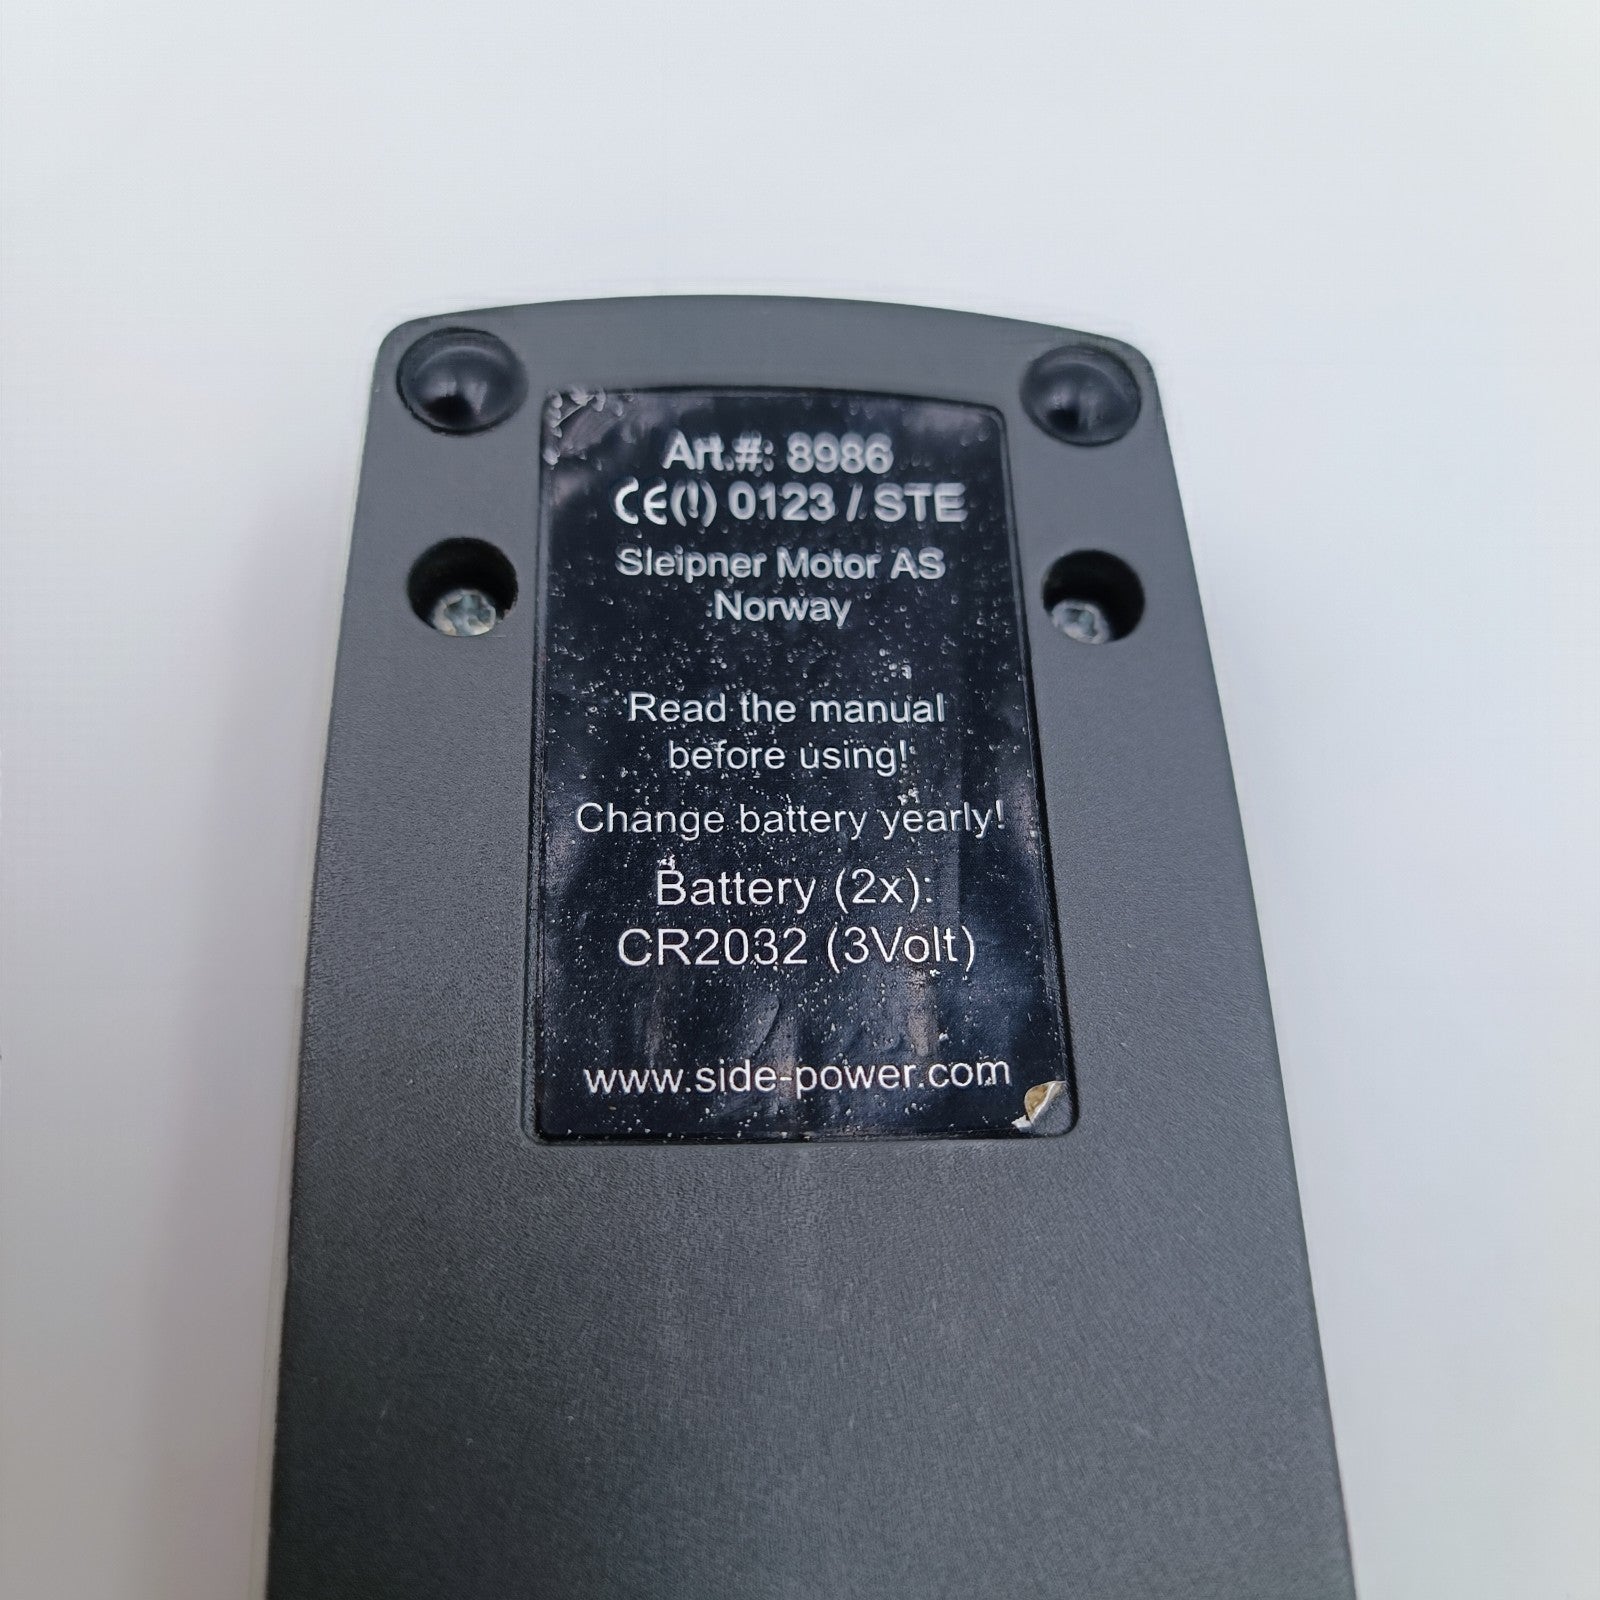 Art.#: 8986
CE(!) 0123 / STE
Sleipner Motor AS
Norway
Read the manual
before using!
Change battery yearly!
Battery (2x):
CR2032 (3Volt)
www.side-power.com